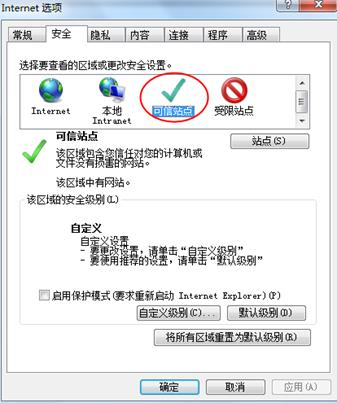 Internet 选项
常规 安全 隐私 内容 连接 程序 高级
选择要查看的区域或更改安全设置。
Internet 本地 Intranet 可信站点 受限站点
可信站点
站点(S)
该区域包含您信任对您的计算机或
文件没有损害的网站。
该区域中有网站。
该区域的安全级别(L)
自定义
自定义设置
- 要更改设置，请单击“自定义级别”
- 要使用推荐的设置，请单击“默认级别”
启用保护模式(要求重新启动 Internet Explorer)(P)
自定义级别(C)... 默认级别(D)
将所有区域重置为默认级别(R)
确定 取消 应用(A)